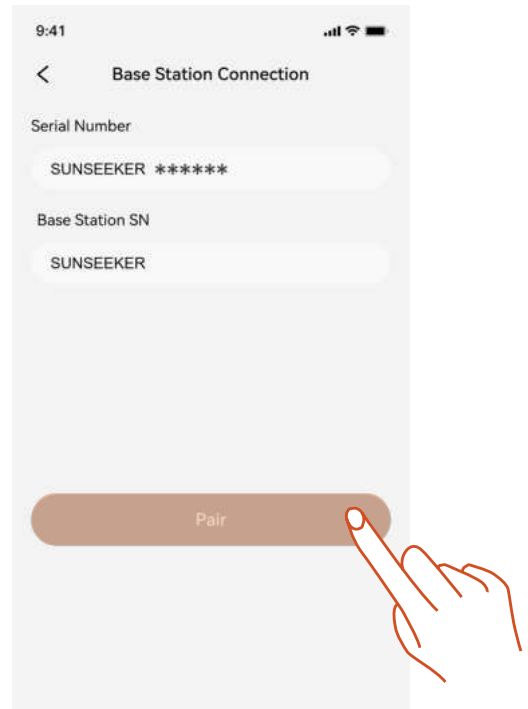 9:41
Base Station Connection
Serial Number
SUNSEEKER ******
Base Station SN
SUNSEEKER
Pair